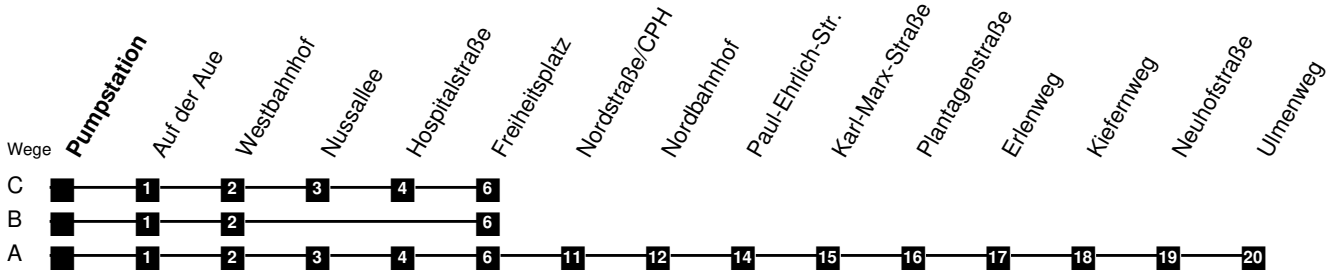 Wege Pumpstation Auf der Aue Westbahnhof Nussallee Hospitalstraße Freiheitsplatz Nordstraße/CPH Nordbahnhof Paul-Ehrlich-Str. Karl-Marx-Straße Plantagenstraße Erlenweg Kiefernweg Neuhofstraße Ulmenweg
C 1 2 3 4 6
B 1 2 6
A 1 2 3 4 6 11 12 14 15 16 17 18 19 20